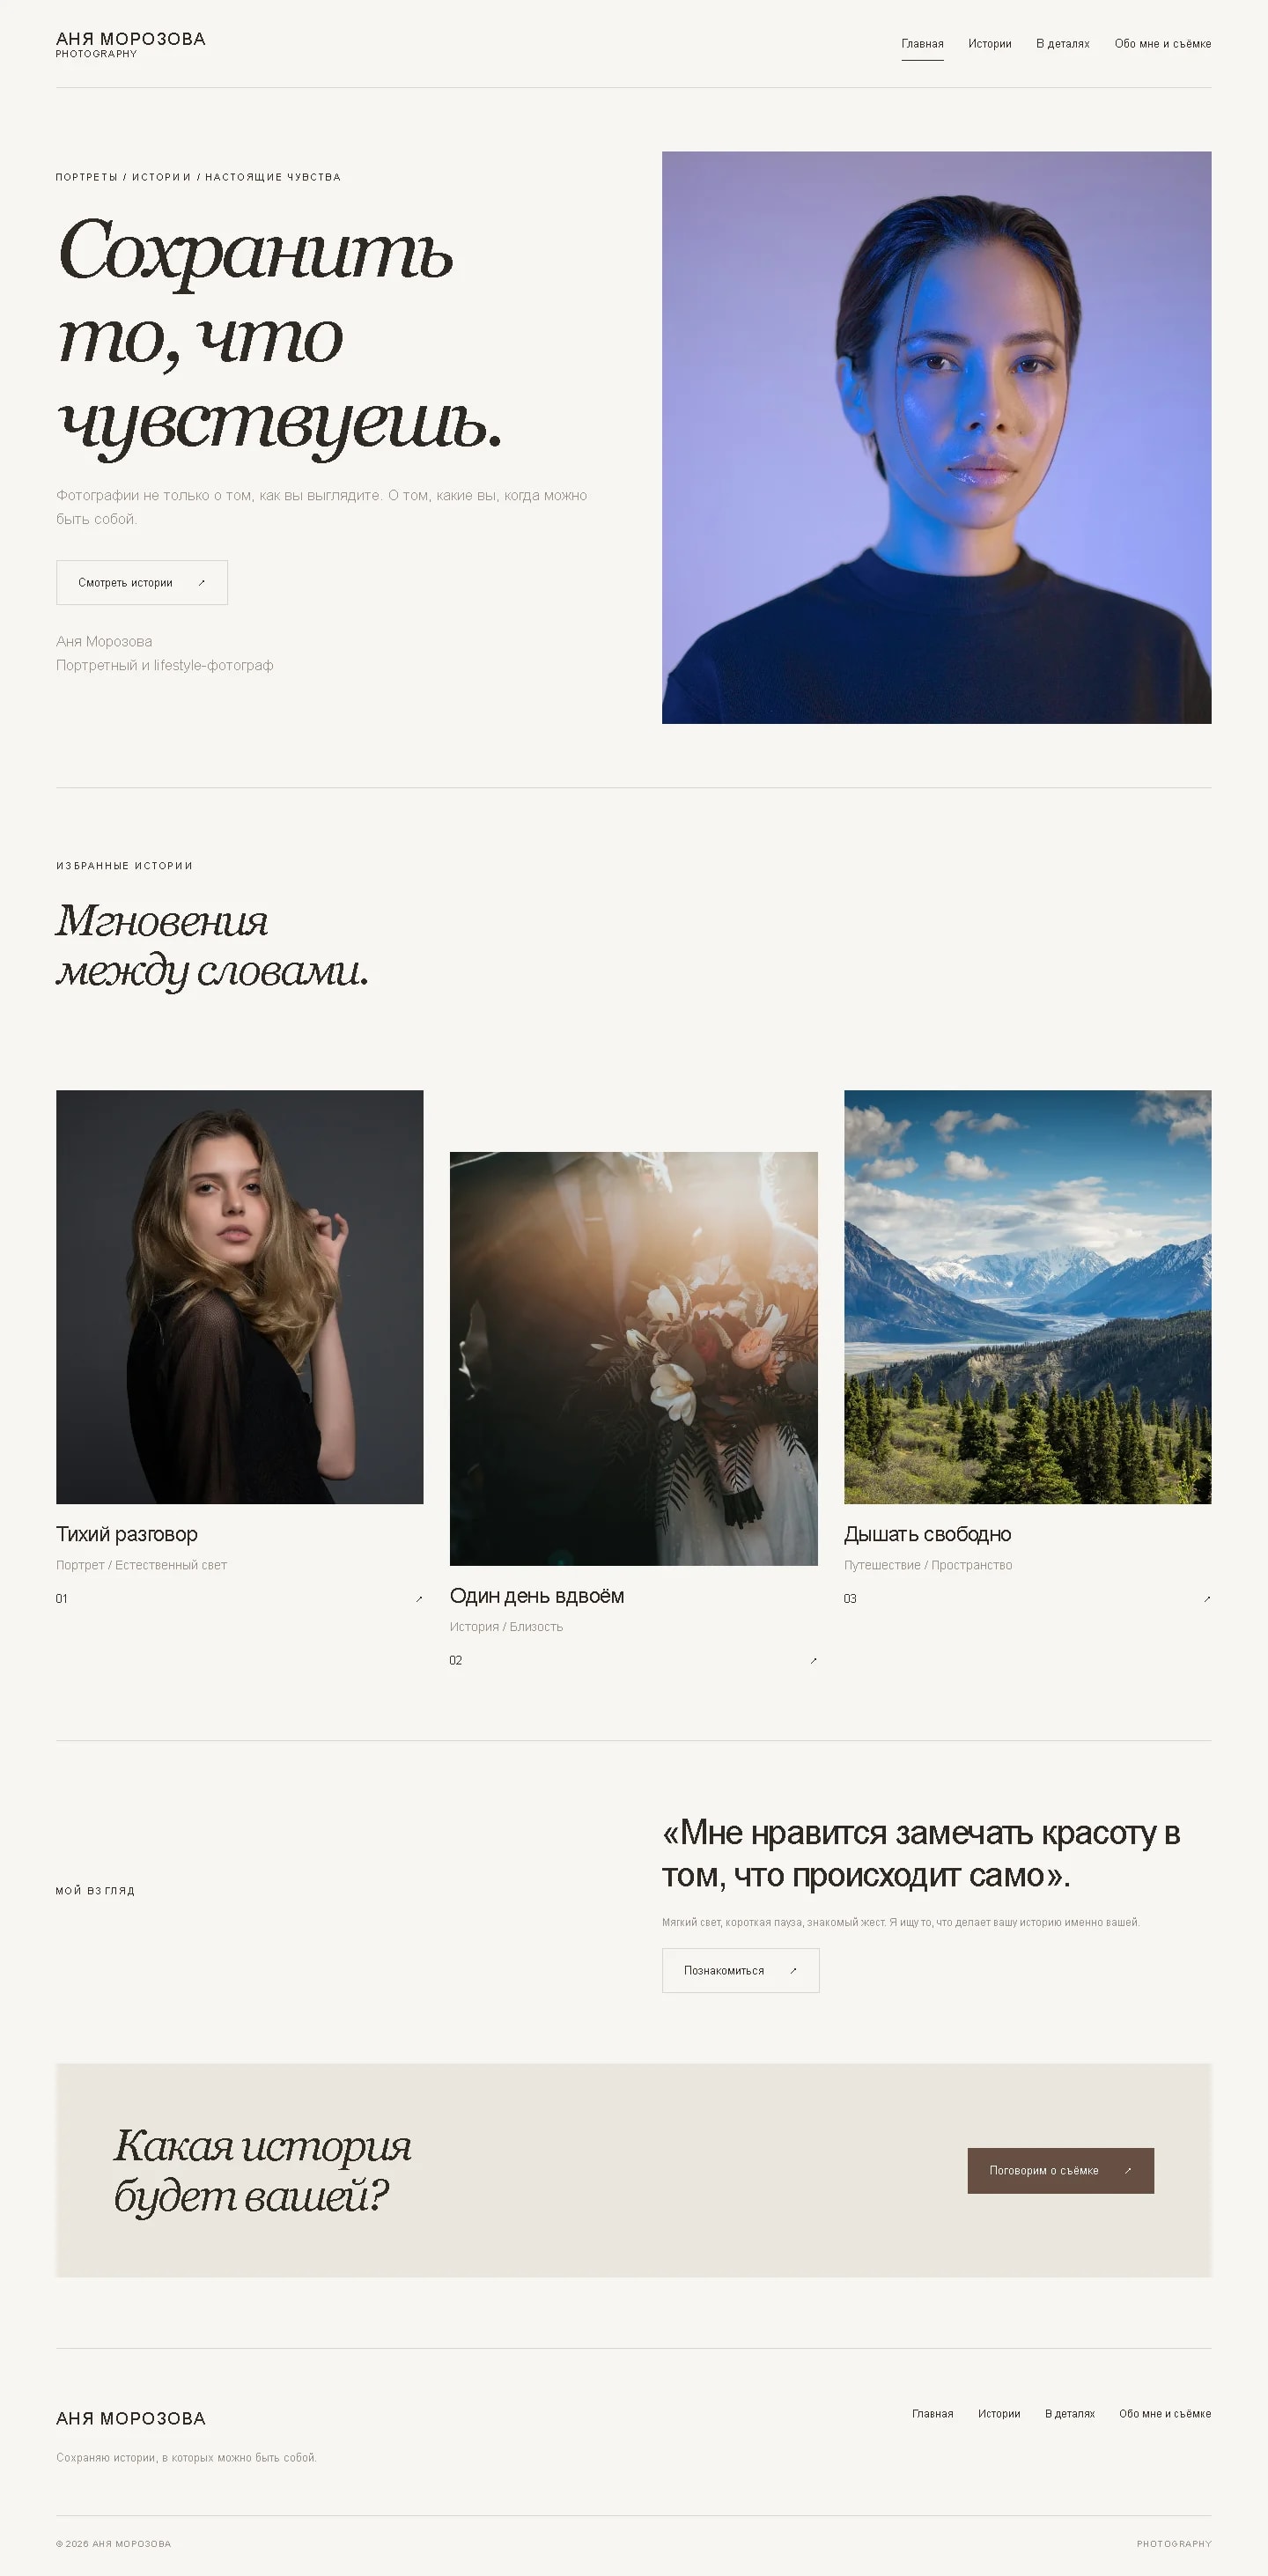 АНЯ МОРОЗОВА
PHOTOGRAPHY
Главная Истории В деталях Обо мне и съёмке
ПОРТРЕТЫ / ИСТОРИИ / НАСТОЯЩИЕ ЧУВСТВА
Сохранить
то, что
чувствуешь.
Фотографии не только о том, как вы выглядите. О том, какие вы, когда можно
быть собой.
Смотреть истории ↗
Аня Морозова
Портретный и lifestyle-фотограф
ИЗБРАННЫЕ ИСТОРИИ
Мгновения
между словами.
Тихий разговор
Портрет / Естественный свет
01 ↗
Один день вдвоём
История / Близость
02 ↗
Дышать свободно
Путешествие / Пространство
03 ↗
МОЙ ВЗГЛЯД
«Мне нравится замечать красоту в
том, что происходит само».
Мягкий свет, короткая пауза, знакомый жест. Я ищу то, что делает вашу историю именно вашей.
Познакомиться ↗
Какая история
будет вашей?
Поговорим о съёмке ↗
АНЯ МОРОЗОВА
Главная Истории В деталях Обо мне и съёмке
Сохраняю истории, в которых можно быть собой.
© 2026 АНЯ МОРОЗОВА
PHOTOGRAPHY